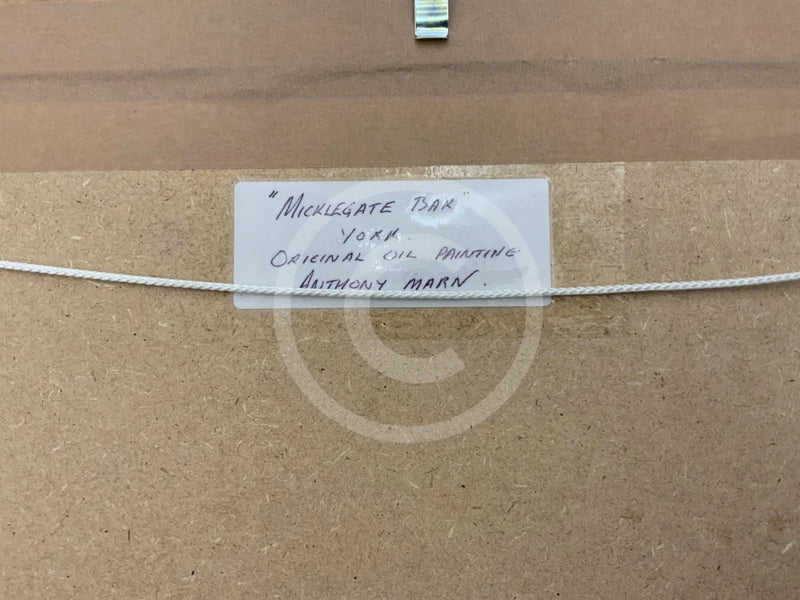 "MICKLEGATE BAR"
YORK.
ORIGINAL OIL PAINTING
ANTHONY MARN.